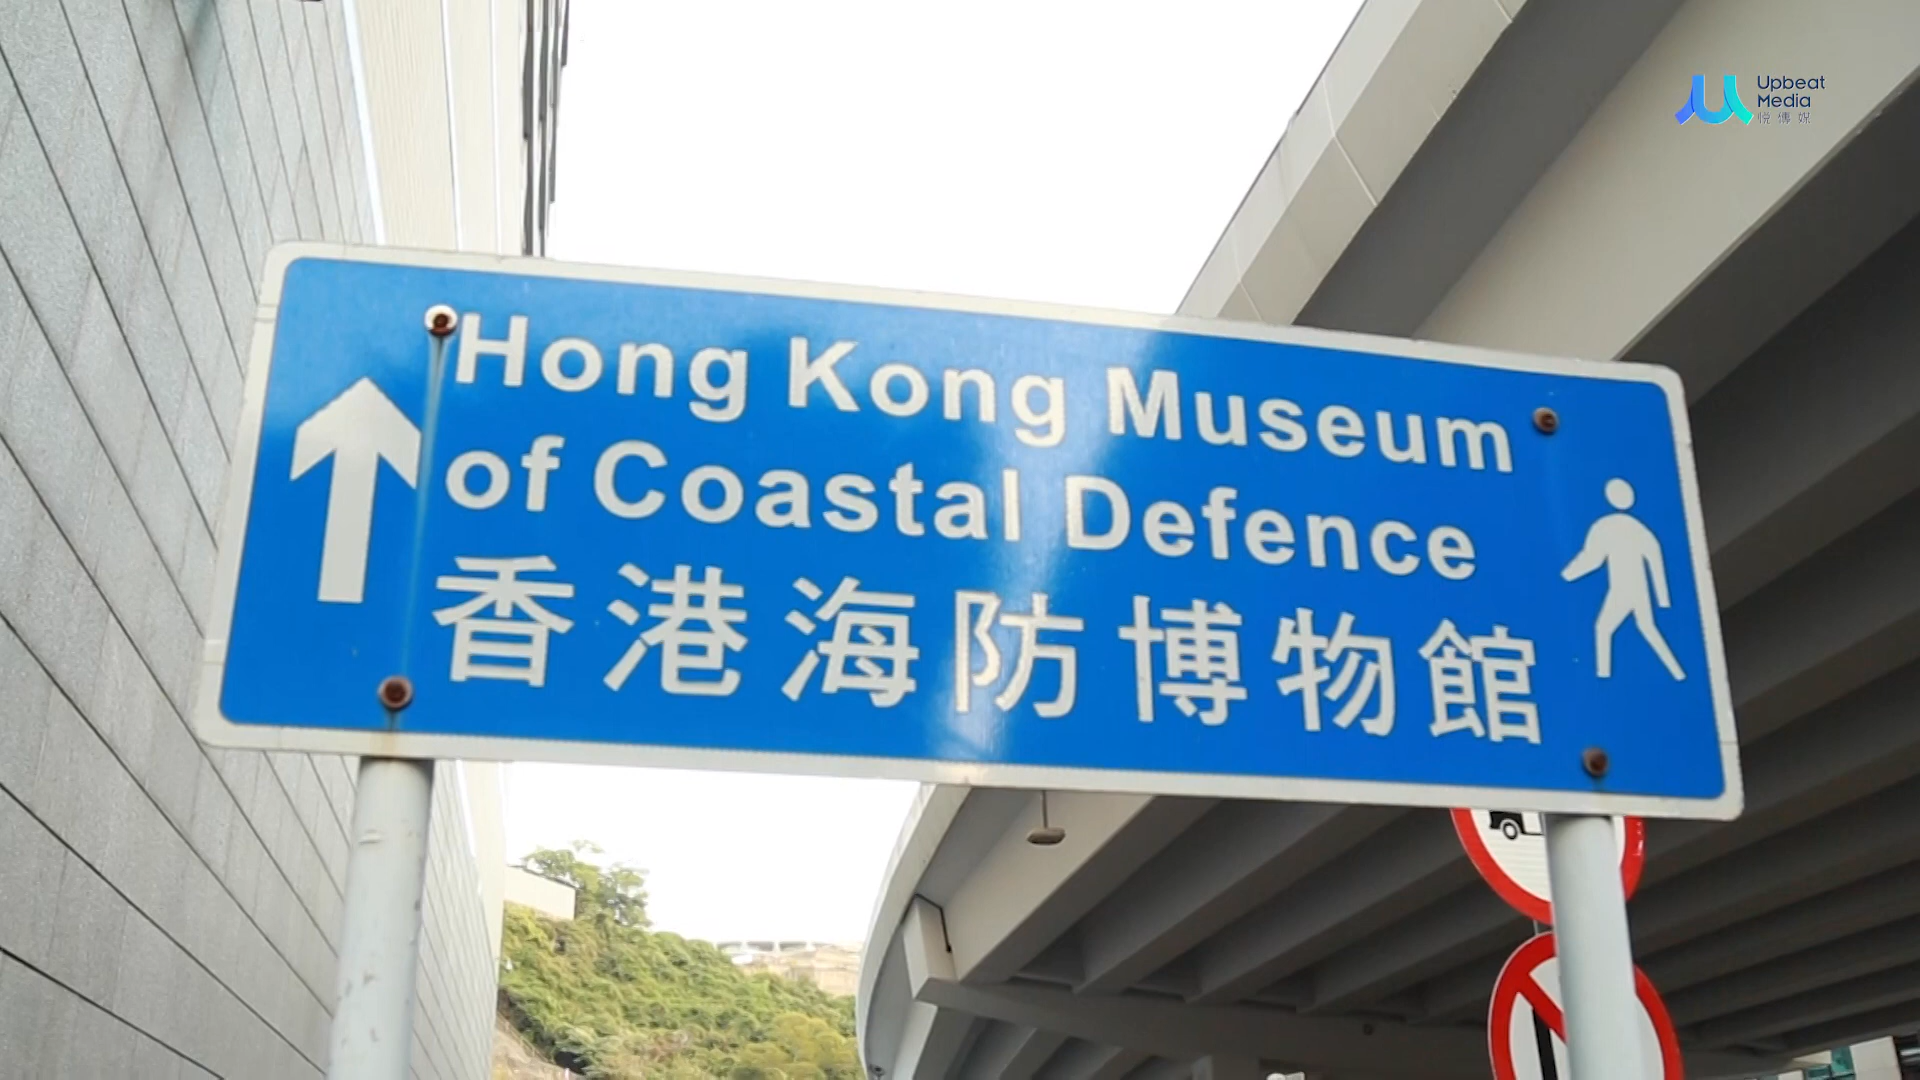 Upbeat
Media
悅傳媒
Hong Kong Museum
of Coastal Defence
香港海防博物館